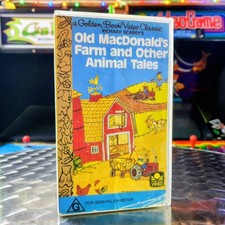 a Golden Book Video Classic
RICHARD SCARRY'S
Old MacDonald's
Farm and Other
Animal Tales
G
FOR GENERAL EXHIBITION